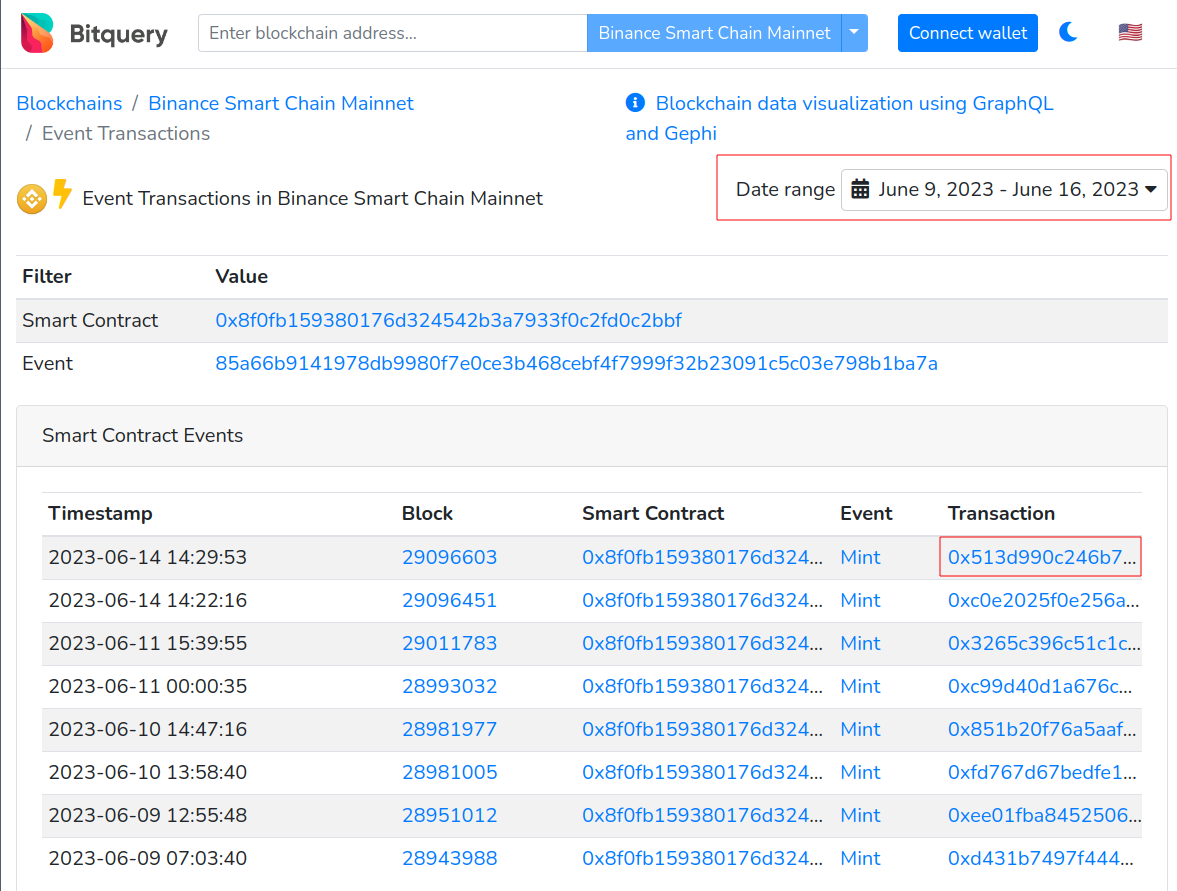 Bitquery
Enter blockchain address...
Binance Smart Chain Mainnet
Connect wallet
Blockchains / Binance Smart Chain Mainnet
/ Event Transactions
Blockchain data visualization using GraphQL
and Gephi
Event Transactions in Binance Smart Chain Mainnet
Date range June 9, 2023 - June 16, 2023
Filter Value
Smart Contract 0x8f0fb159380176d324542b3a7933f0c2fd0c2bbf
Event 85a66b9141978db9980f7e0ce3b468cebf4f7999f32b23091c5c03e798b1ba7a
Smart Contract Events
Timestamp Block Smart Contract Event Transaction
2023-06-14 14:29:53 29096603 0x8f0fb159380176d324... Mint 0x513d990c246b7...
2023-06-14 14:22:16 29096451 0x8f0fb159380176d324... Mint 0xc0e2025f0e256a...
2023-06-11 15:39:55 29011783 0x8f0fb159380176d324... Mint 0x3265c396c51c1c...
2023-06-11 00:00:35 28993032 0x8f0fb159380176d324... Mint 0xc99d40d1a676c...
2023-06-10 14:47:16 28981977 0x8f0fb159380176d324... Mint 0x851b20f76a5aaf...
2023-06-10 13:58:40 28981005 0x8f0fb159380176d324... Mint 0xfd767d67bedfe1...
2023-06-09 12:55:48 28951012 0x8f0fb159380176d324... Mint 0xee01fba8452506...
2023-06-09 07:03:40 28943988 0x8f0fb159380176d324... Mint 0xd431b7497f444...